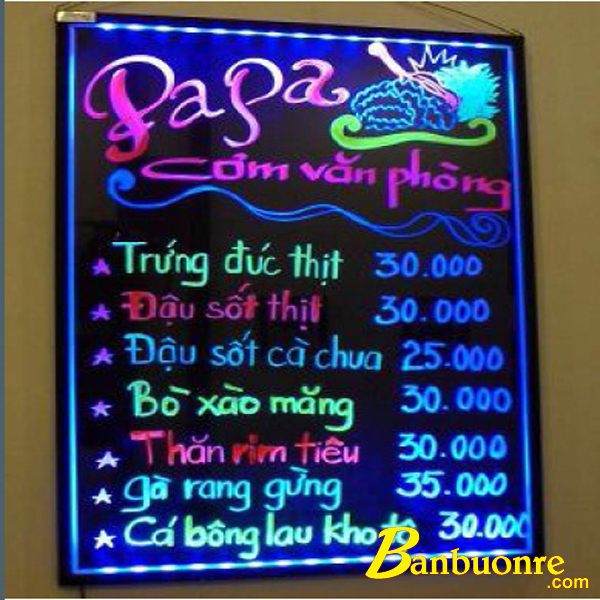 Papa
cơm văn phòng
Trứng đúc thịt 30.000
Đậu sốt thịt 30.000
Đậu sốt cà chua 25.000
Bò xào măng 30.000
Thăn rim tiêu 30.000
gà rang gừng 35.000
Cá bông lau kho tộ 30.000
Banbuonre
.com